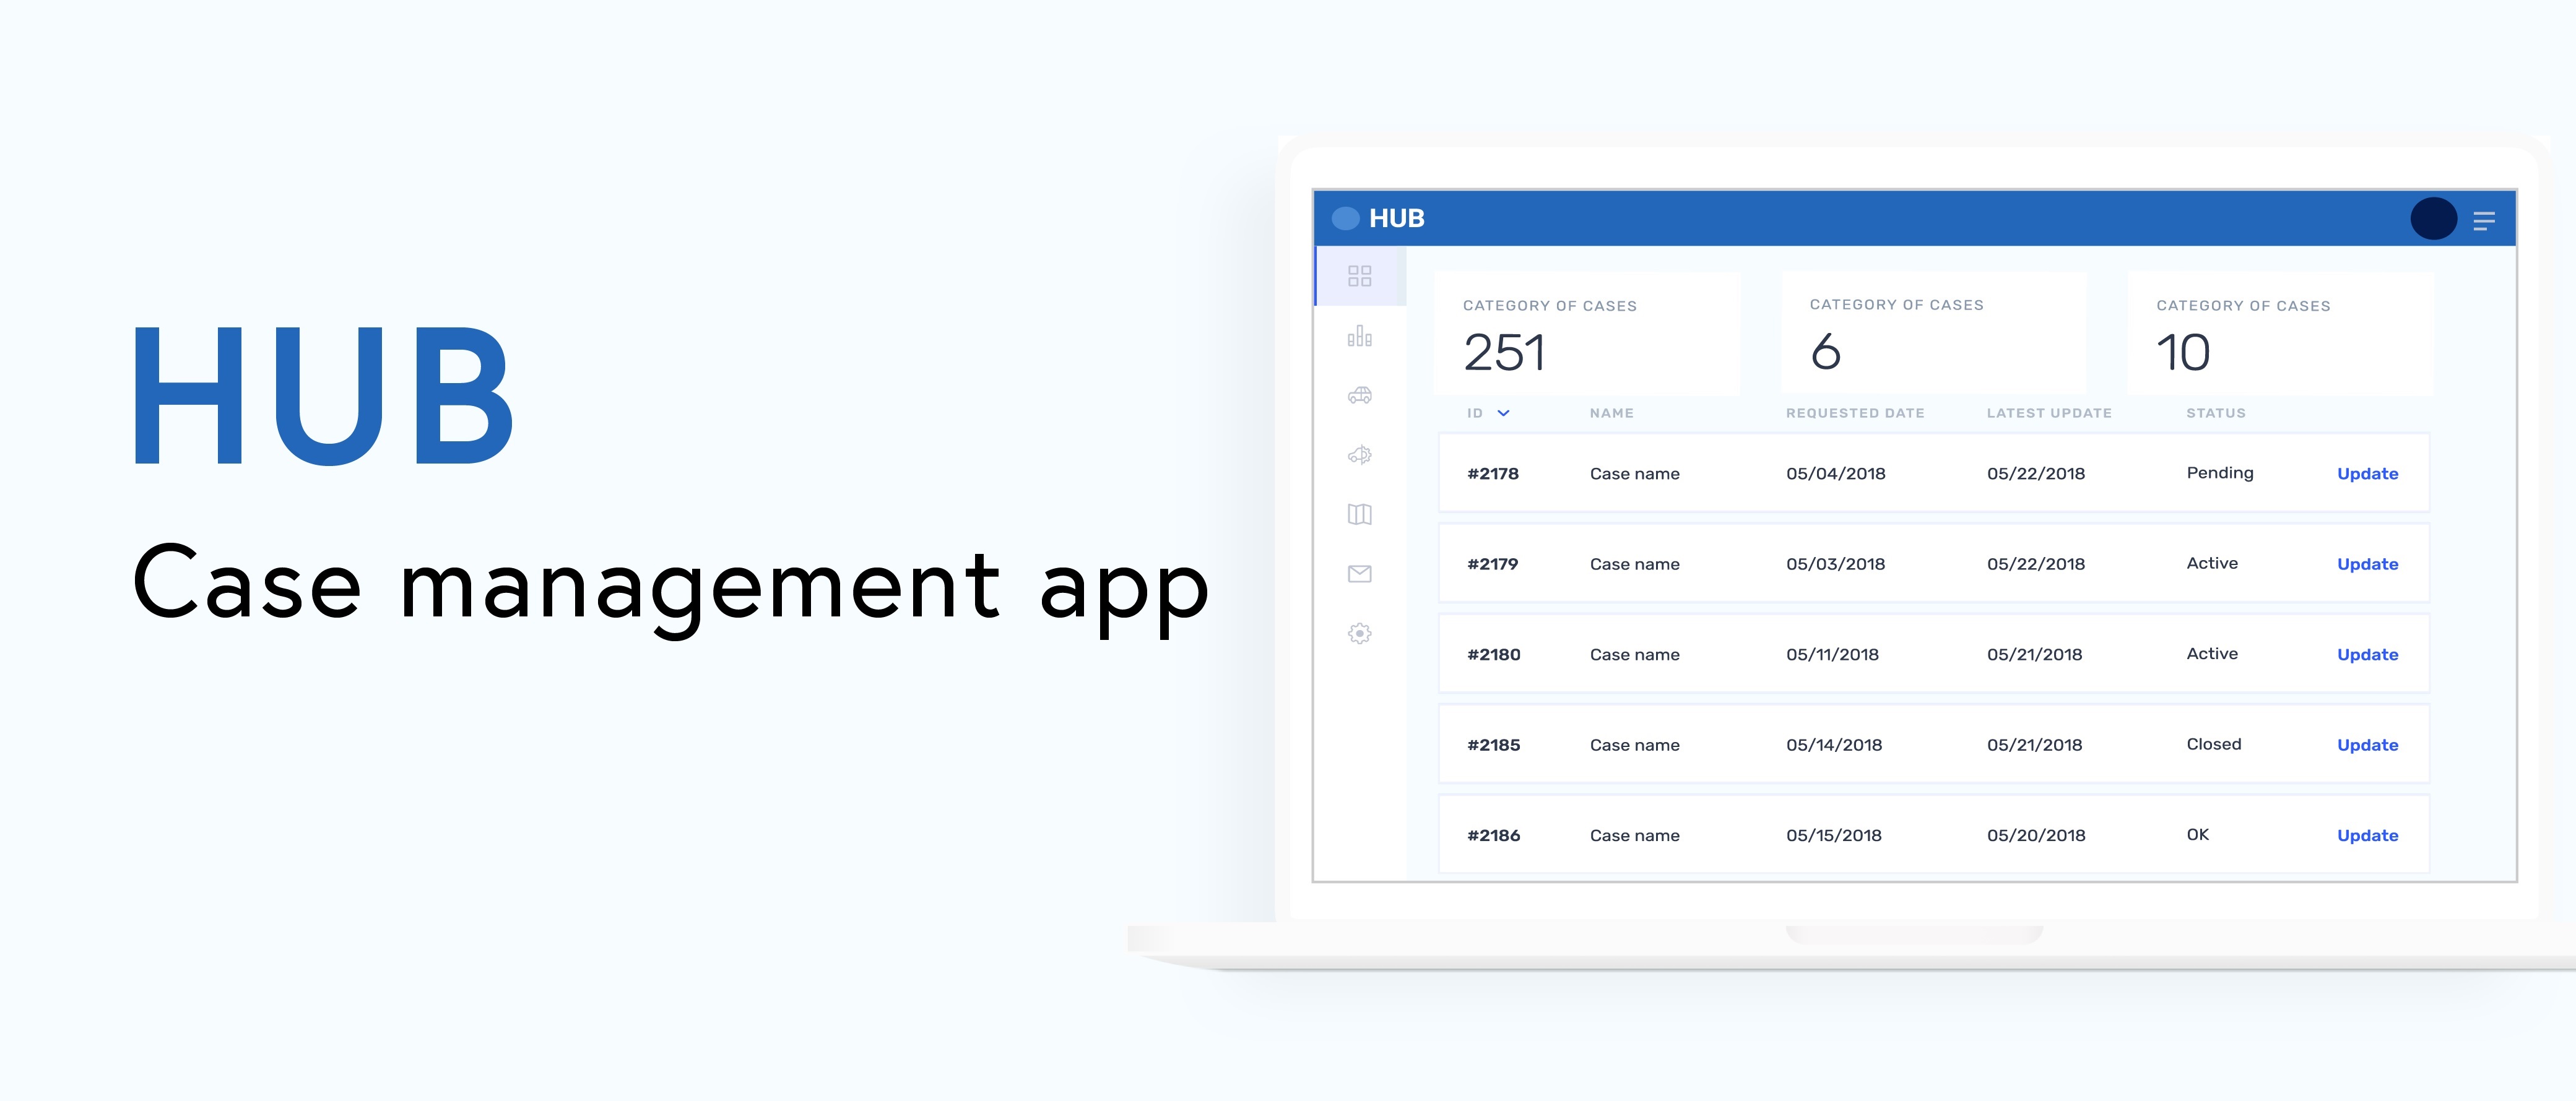 HUB
Case management app
HUB
CATEGORY OF CASES
251
CATEGORY OF CASES
6
CATEGORY OF CASES
10
ID NAME REQUESTED DATE LATEST UPDATE STATUS
#2178 Case name 05/04/2018 05/22/2018 Pending Update
#2179 Case name 05/03/2018 05/22/2018 Active Update
#2180 Case name 05/11/2018 05/21/2018 Active Update
#2185 Case name 05/14/2018 05/21/2018 Closed Update
#2186 Case name 05/15/2018 05/20/2018 OK Update